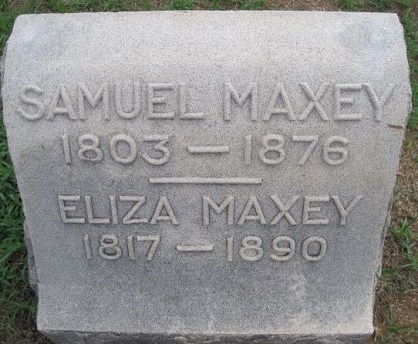 SAMUEL MAXEY
1803 — 1876
ELIZA MAXEY
1817 — 1890